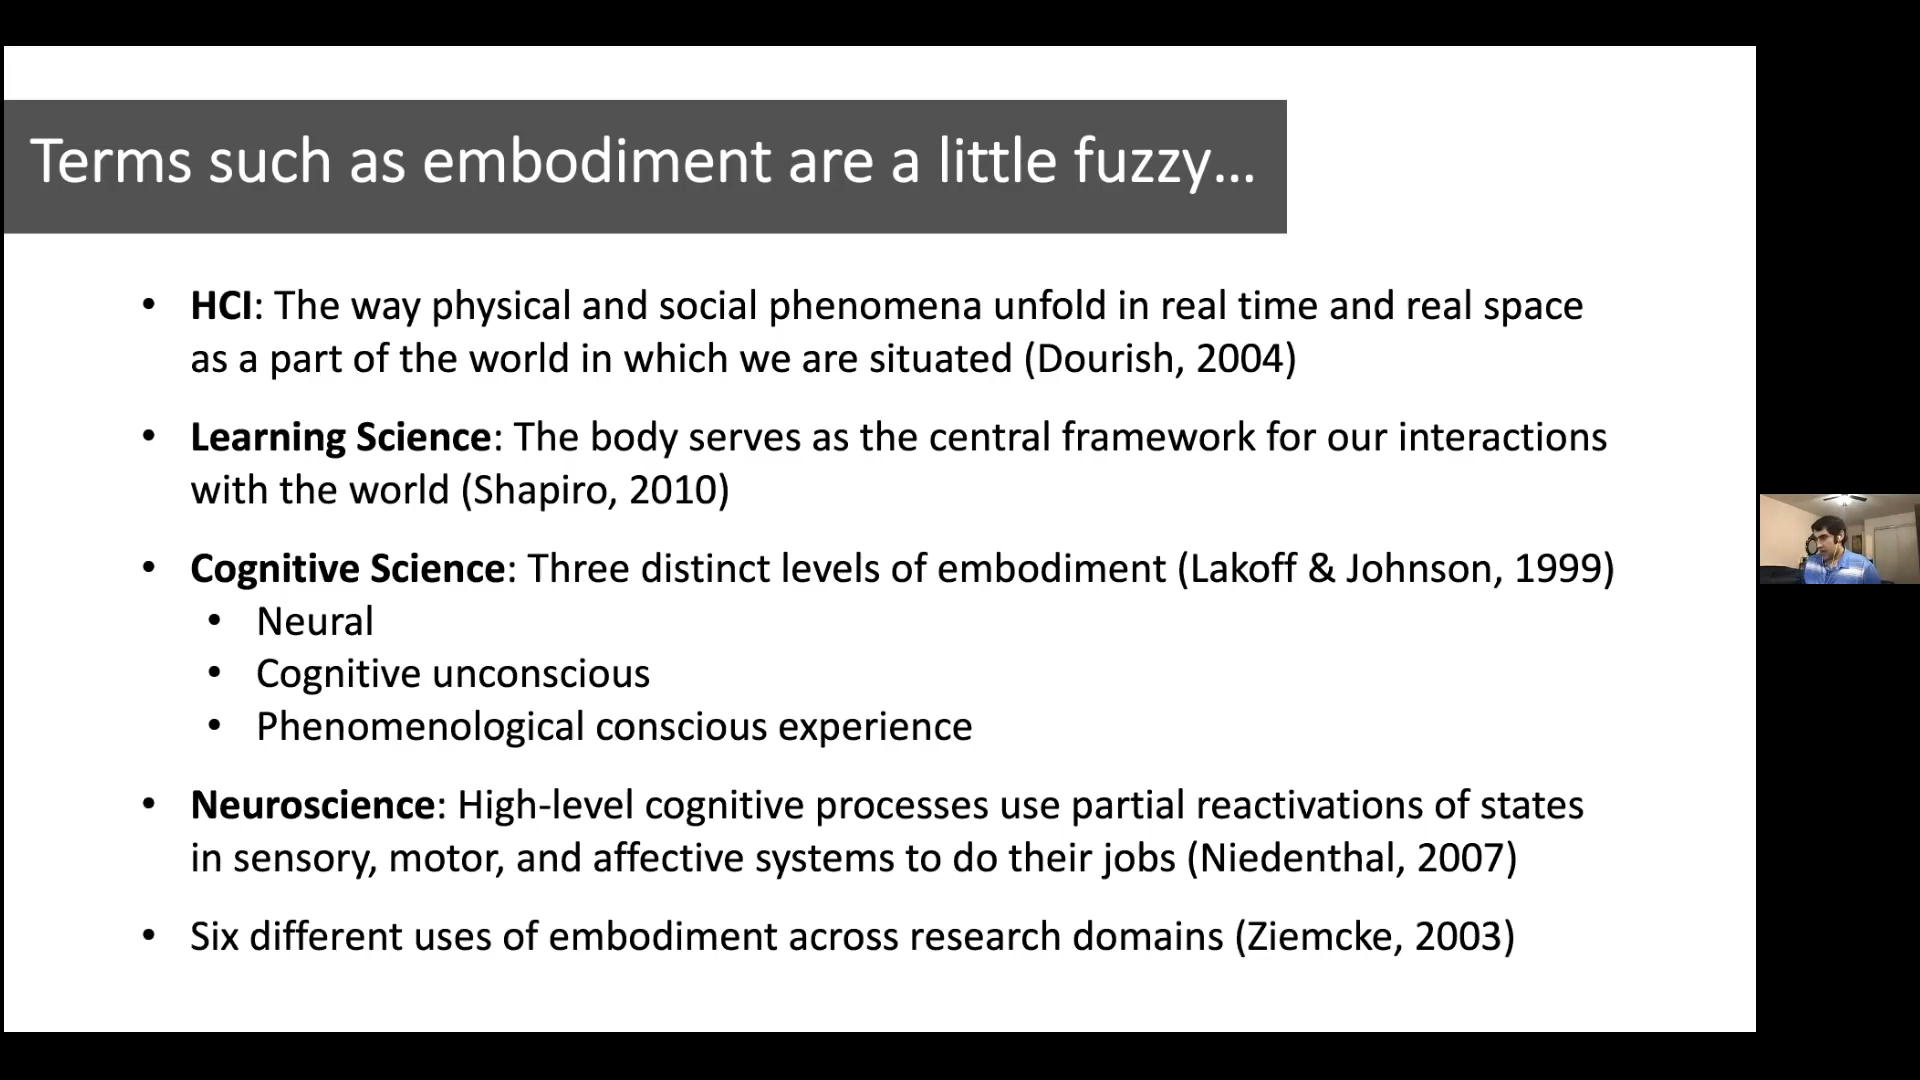 Terms such as embodiment are a little fuzzy...
• HCI: The way physical and social phenomena unfold in real time and real space
as a part of the world in which we are situated (Dourish, 2004)
• Learning Science: The body serves as the central framework for our interactions
with the world (Shapiro, 2010)
• Cognitive Science: Three distinct levels of embodiment (Lakoff & Johnson, 1999)
• Neural
• Cognitive unconscious
• Phenomenological conscious experience
• Neuroscience: High-level cognitive processes use partial reactivations of states
in sensory, motor, and affective systems to do their jobs (Niedenthal, 2007)
• Six different uses of embodiment across research domains (Ziemcke, 2003)